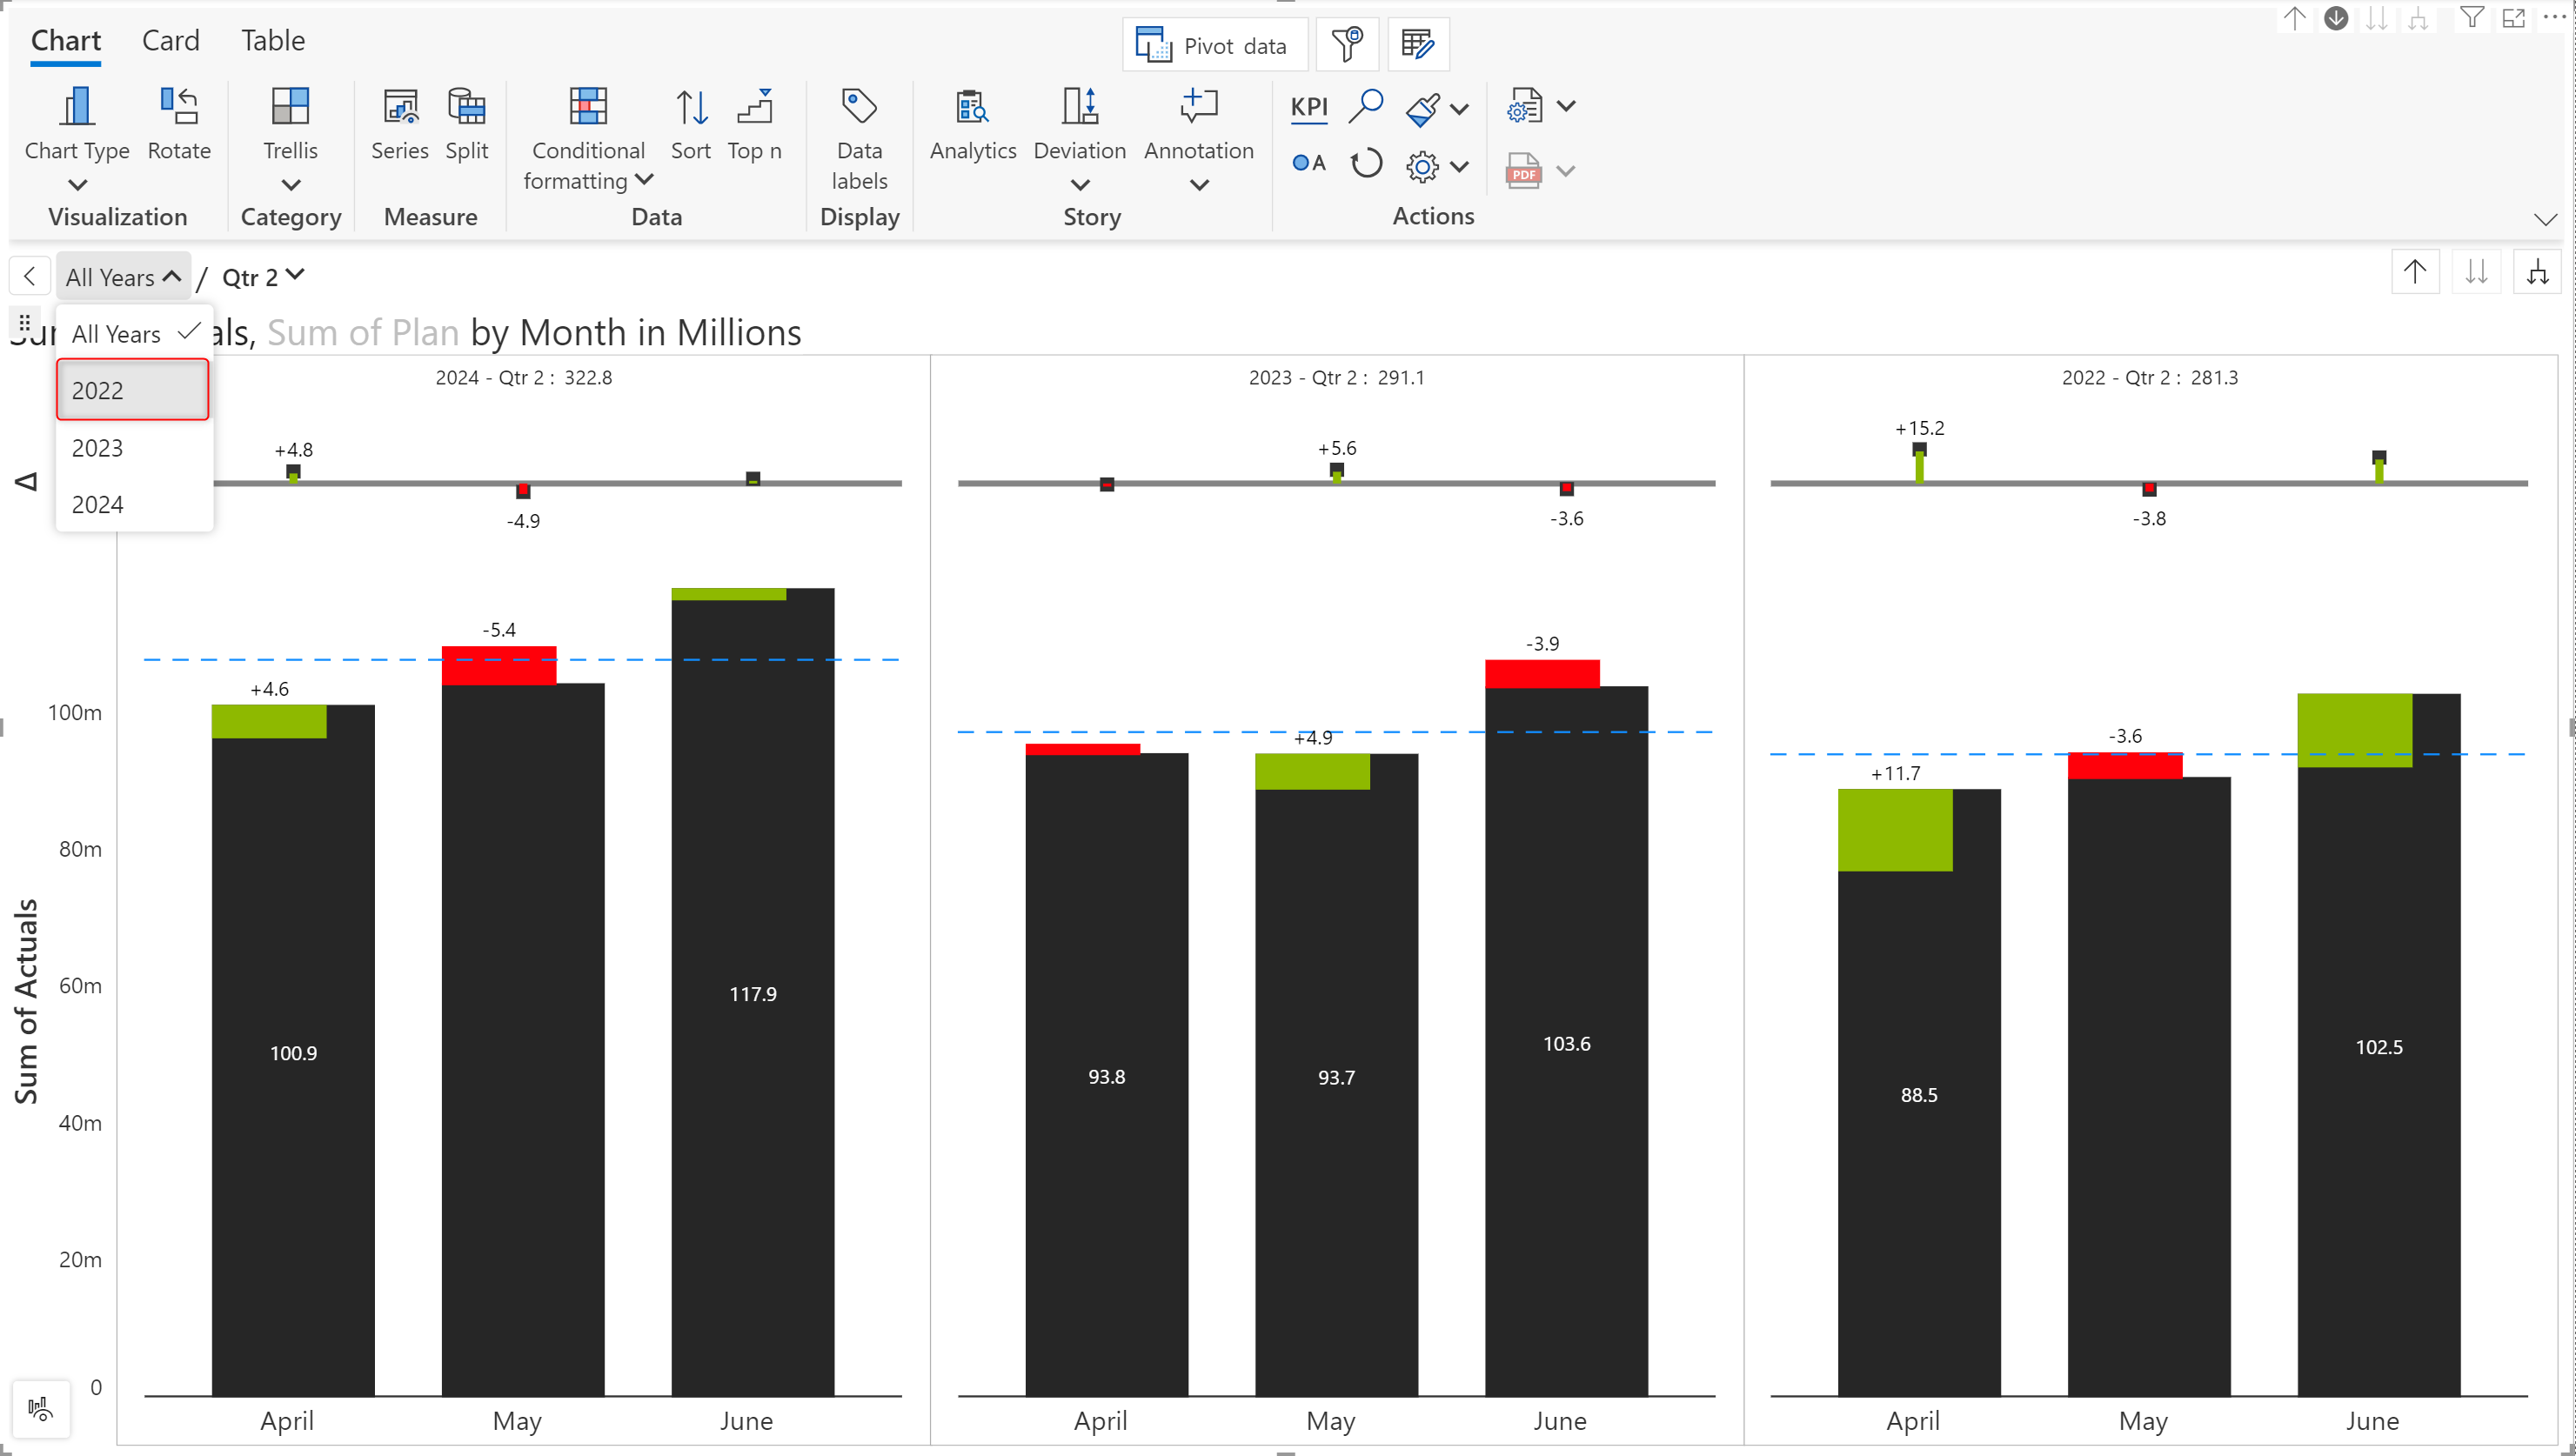 Chart Card Table
Pivot data
Chart Type Rotate
Visualization
Trellis
Category
Series Split
Measure
Conditional
formatting
Sort Top n
Data
Data
labels
Display
Analytics Deviation Annotation
Story
KPI
A
PDF
Actions
All Years / Qtr 2
All Years
2022
2023
2024
als, Sum of Plan by Month in Millions
2024 - Qtr 2 : 322.8
2023 - Qtr 2 : 291.1
2022 - Qtr 2 : 281.3
Δ
+4.8
-4.9
+5.6
-3.6
+15.2
-3.8
Sum of Actuals
100m
80m
60m
40m
20m
0
+4.6
-5.4
100.9
117.9
April May June
+4.9
-3.9
93.8
93.7
103.6
April May June
+11.7
-3.6
88.5
102.5
April May June